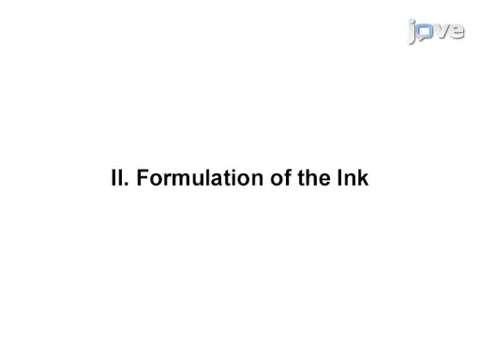 jove
II. Formulation of the Ink